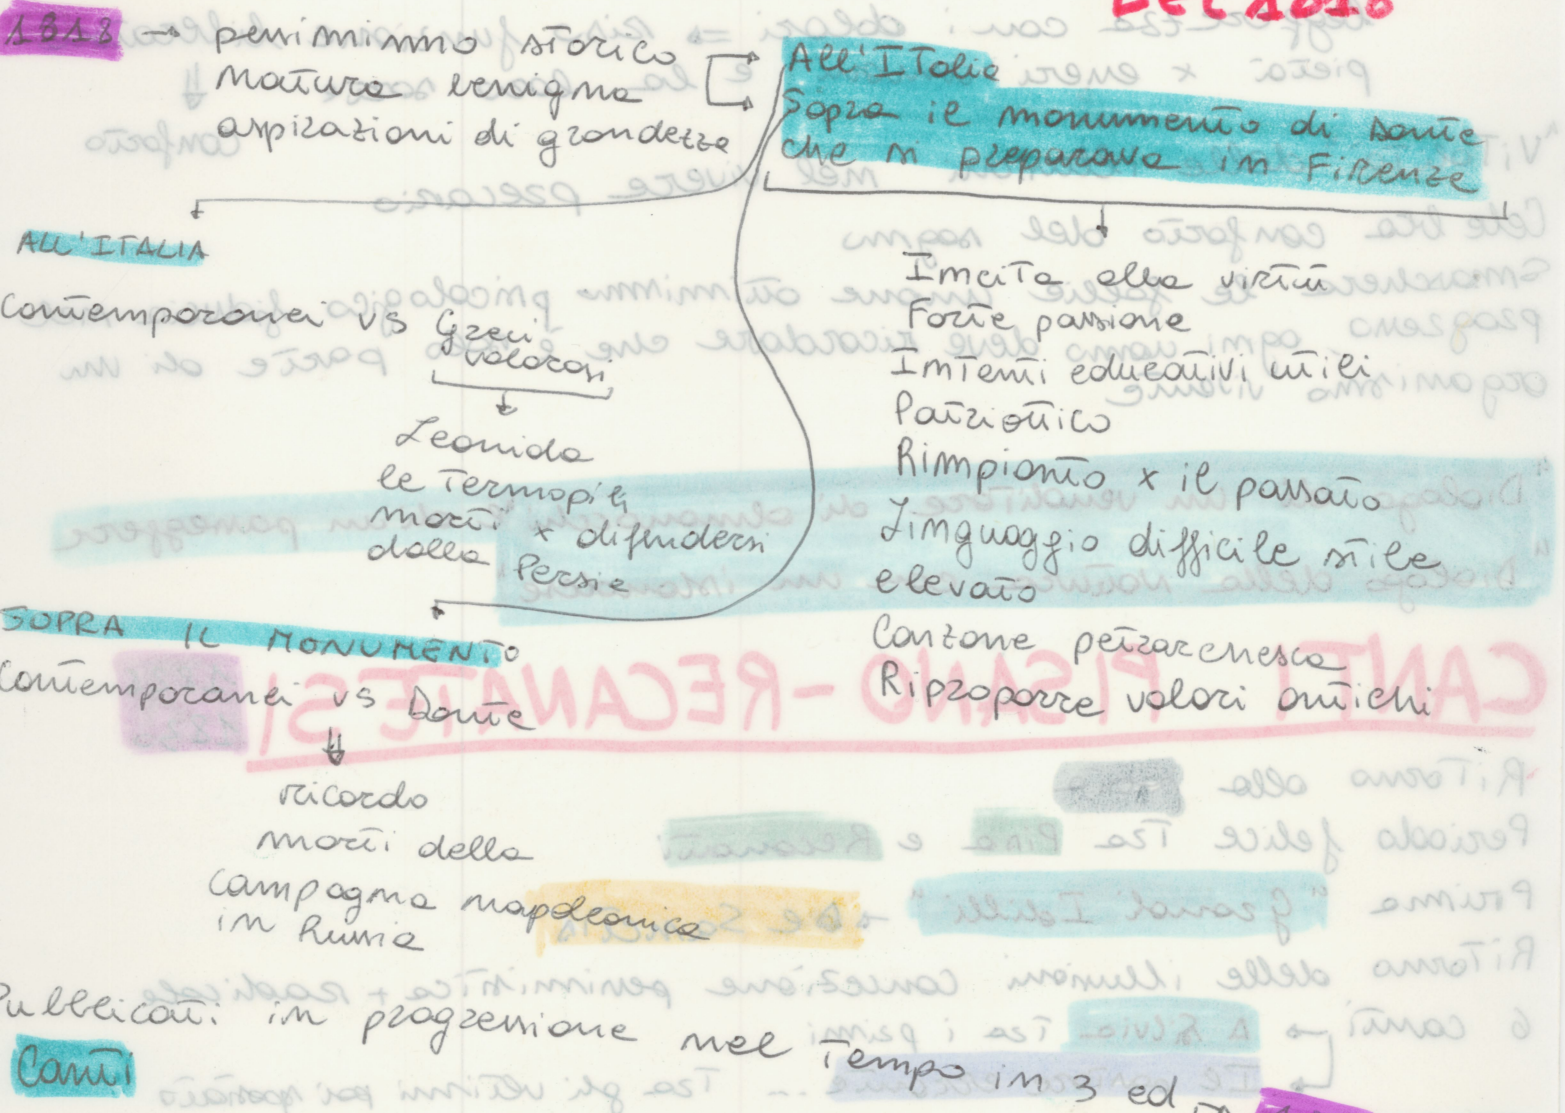 DEL 1818
1818 → pessimismo storico
Natura benigna
aspirazioni di grandezza
All'Italia
Sopra il monumento di Dante
che si preparava in Firenze
ALL'ITALIA
Contemporanei vs Greci
valorosi
Leonida
le Termopili
morti x difendersi
dalla Persia
Incita alla virtù
Forte passione
Intenti educativi utili
Patriottico
Rimpianto x il passato
Linguaggio difficile stile
elevato
Canzone petrarchesca
Riproporre valori antichi
SOPRA IL MONUMENTO
Contemporanei vs Dante
ricordo
morti della
campagna napoleonica
in Russia
Pubblicati in progressione nel Tempo in 3 ed
Canti